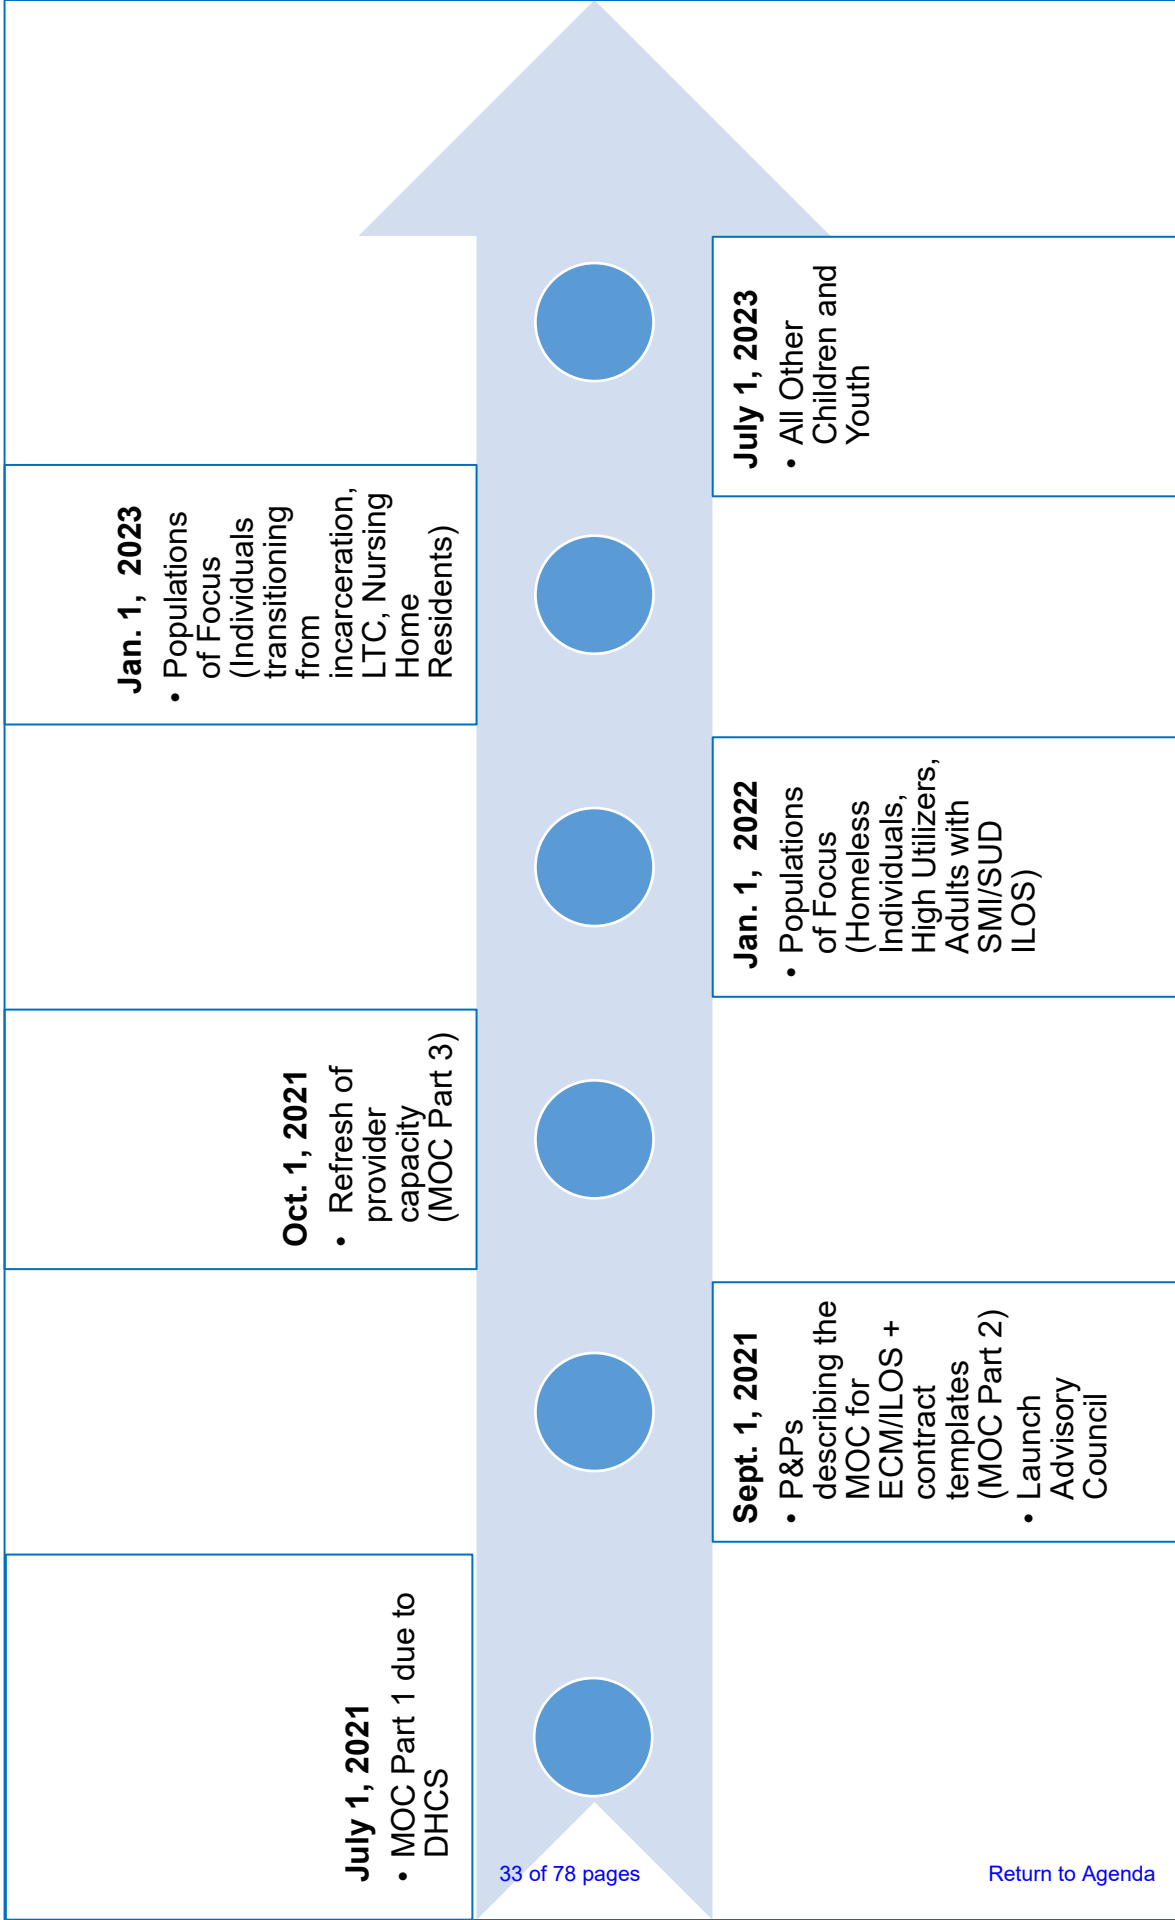 July 1, 2021
• MOC Part 1 due to
DHCS
Sept. 1, 2021
• P&Ps
describing the
MOC for
ECM/ILOS +
contract
templates
(MOC Part 2)
• Launch
Advisory
Council
Oct. 1, 2021
• Refresh of
provider
capacity
(MOC Part 3)
Jan. 1, 2022
• Populations
of Focus
(Homeless
Individuals,
High Utilizers,
Adults with
SMI/SUD
ILOS)
Jan. 1, 2023
• Populations
of Focus
(Individuals
transitioning
from
incarceration,
LTC, Nursing
Home
Residents)
July 1, 2023
• All Other
Children and
Youth
33 of 78 pages
Return to Agenda